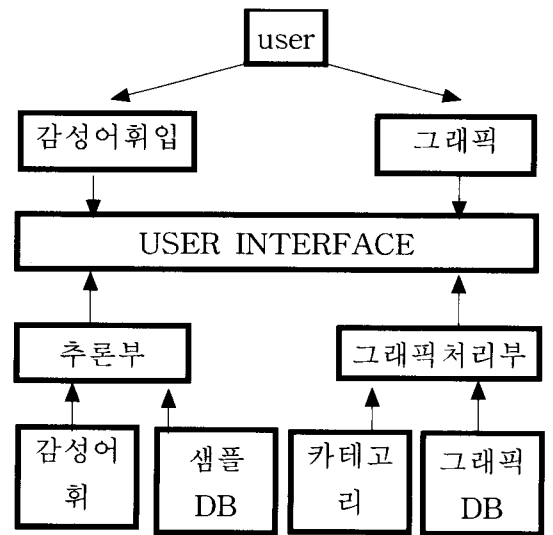 user
감성어휘입
그래픽
USER INTERFACE
추론부
그래픽처리부
감성어
휘
샘플
DB
카테고
리
그래픽
DB